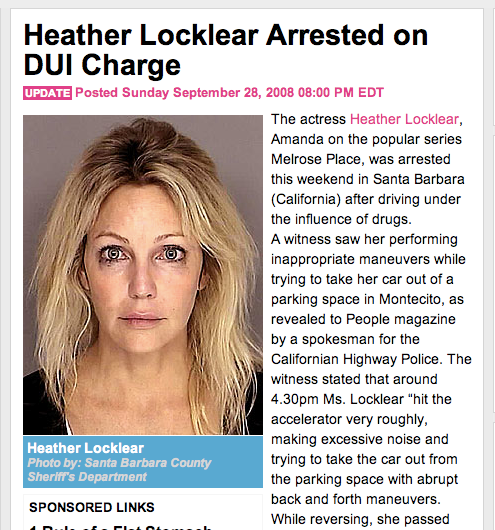 Heather Locklear Arrested on
DUI Charge
UPDATE Posted Sunday September 28, 2008 08:00 PM EDT
Heather Locklear
Photo by: Santa Barbara County
Sheriff's Department
SPONSORED LINKS
The actress Heather Locklear,
Amanda on the popular series
Melrose Place, was arrested
this weekend in Santa Barbara
(California) after driving under
the influence of drugs.
A witness saw her performing
inappropriate maneuvers while
trying to take her car out of a
parking space in Montecito, as
revealed to People magazine
by a spokesman for the
Californian Highway Police. The
witness stated that around
4.30pm Ms. Locklear “hit the
accelerator very roughly,
making excessive noise and
trying to take the car out from
the parking space with abrupt
back and forth maneuvers.
While reversing, she passed